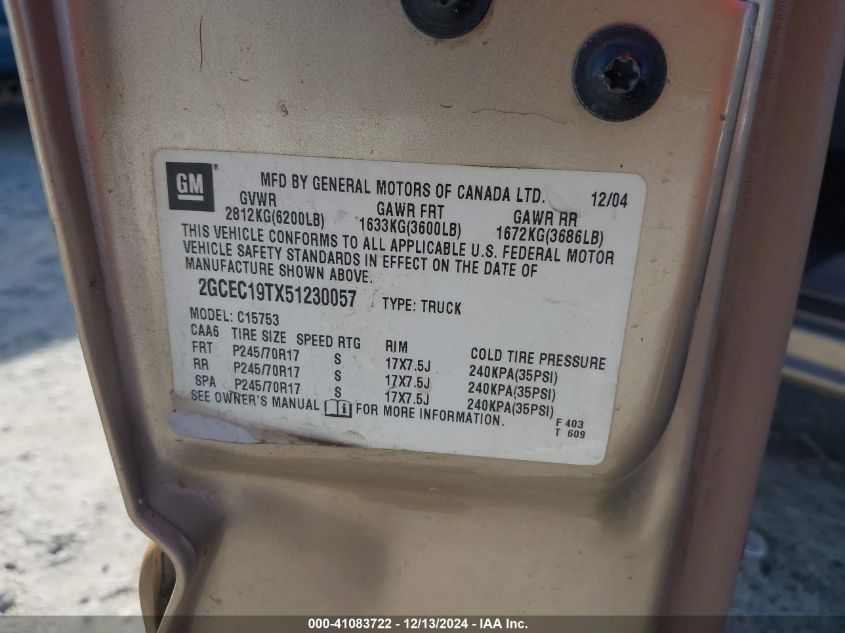 GM ® MFD BY GENERAL MOTORS OF CANADA LTD. 12/04
GVWR GAWR FRT GAWR RR
2812KG(6200LB) 1633KG(3600LB) 1672KG(3686LB)
THIS VEHICLE CONFORMS TO ALL APPLICABLE U.S. FEDERAL MOTOR
VEHICLE SAFETY STANDARDS IN EFFECT ON THE DATE OF
MANUFACTURE SHOWN ABOVE.
2GCEC19TX51230057 TYPE: TRUCK
MODEL: C15753
CAA6 TIRE SIZE SPEED RTG RIM COLD TIRE PRESSURE
FRT P245/70R17 S 17X7.5J 240KPA(35PSI)
RR P245/70R17 S 17X7.5J 240KPA(35PSI)
SPA P245/70R17 S 17X7.5J 240KPA(35PSI)
SEE OWNER'S MANUAL FOR MORE INFORMATION.
F 403
T 609
000-41083722 - 12/13/2024 - IAA Inc.